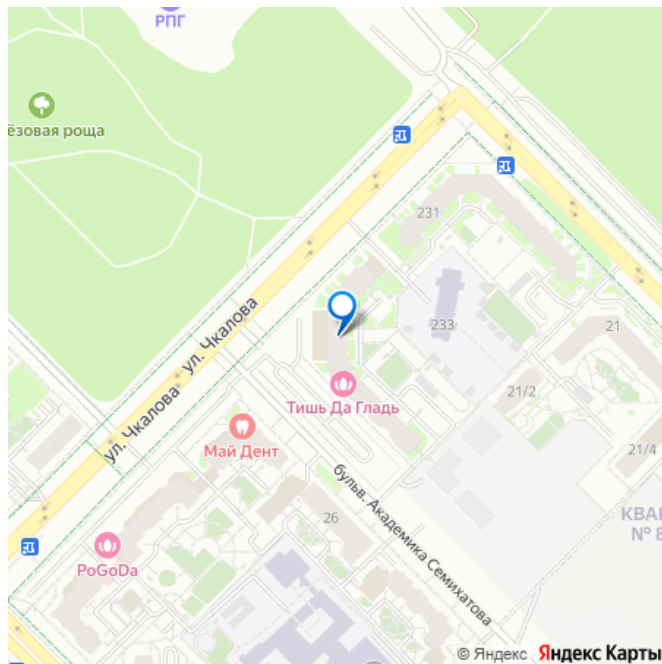 РПГ
ёзовая роща
231
ул. Чкалова
233
21
21/2
Тишь Да Гладь
ул. Чкалова
Май Дент
21/4
бульв. Академика Семихатова
26
КВАР
№ 8
PoGoDa
© Яндекс Яндекс Карты